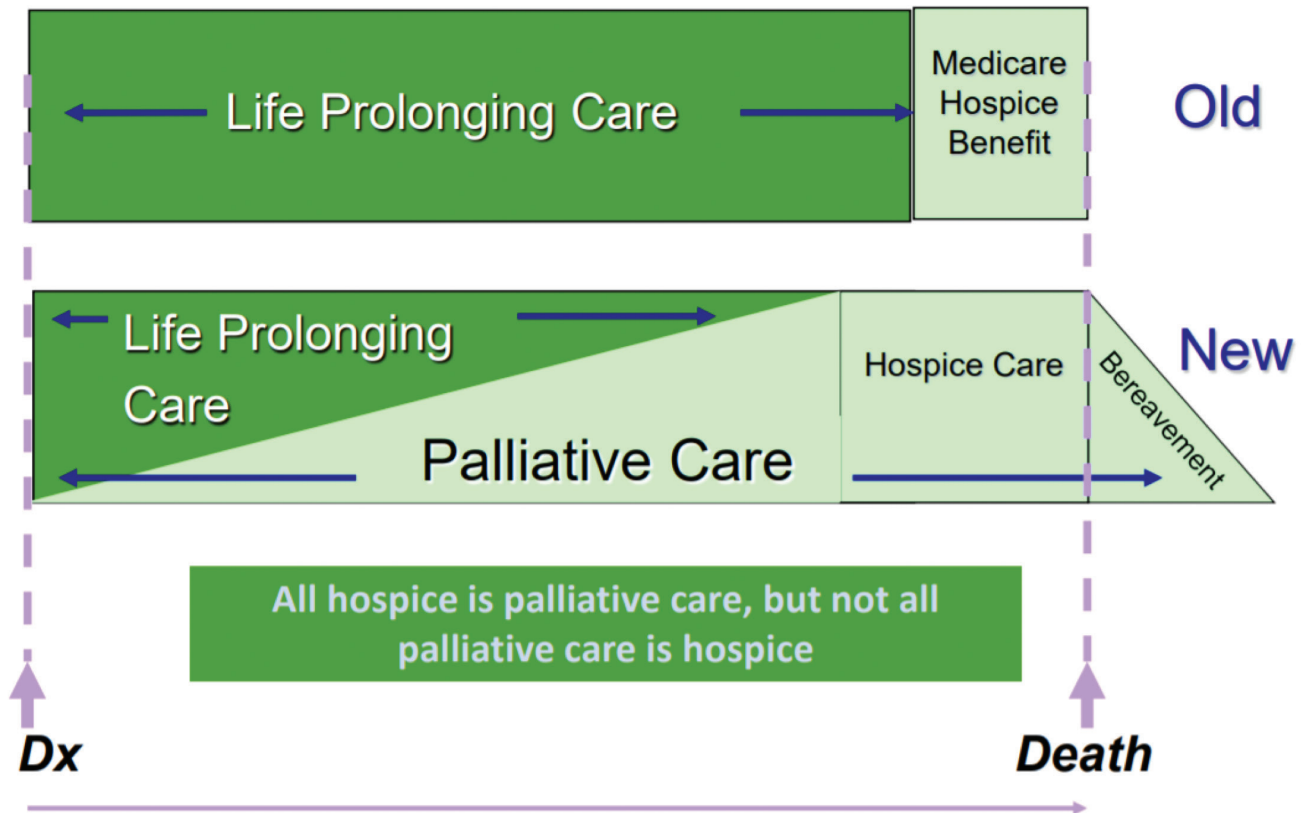 Life Prolonging Care
Medicare
Hospice
Benefit
Old
Life Prolonging
Care
Palliative Care
Hospice Care
Bereavement
New
All hospice is palliative care, but not all
palliative care is hospice
Dx
Death